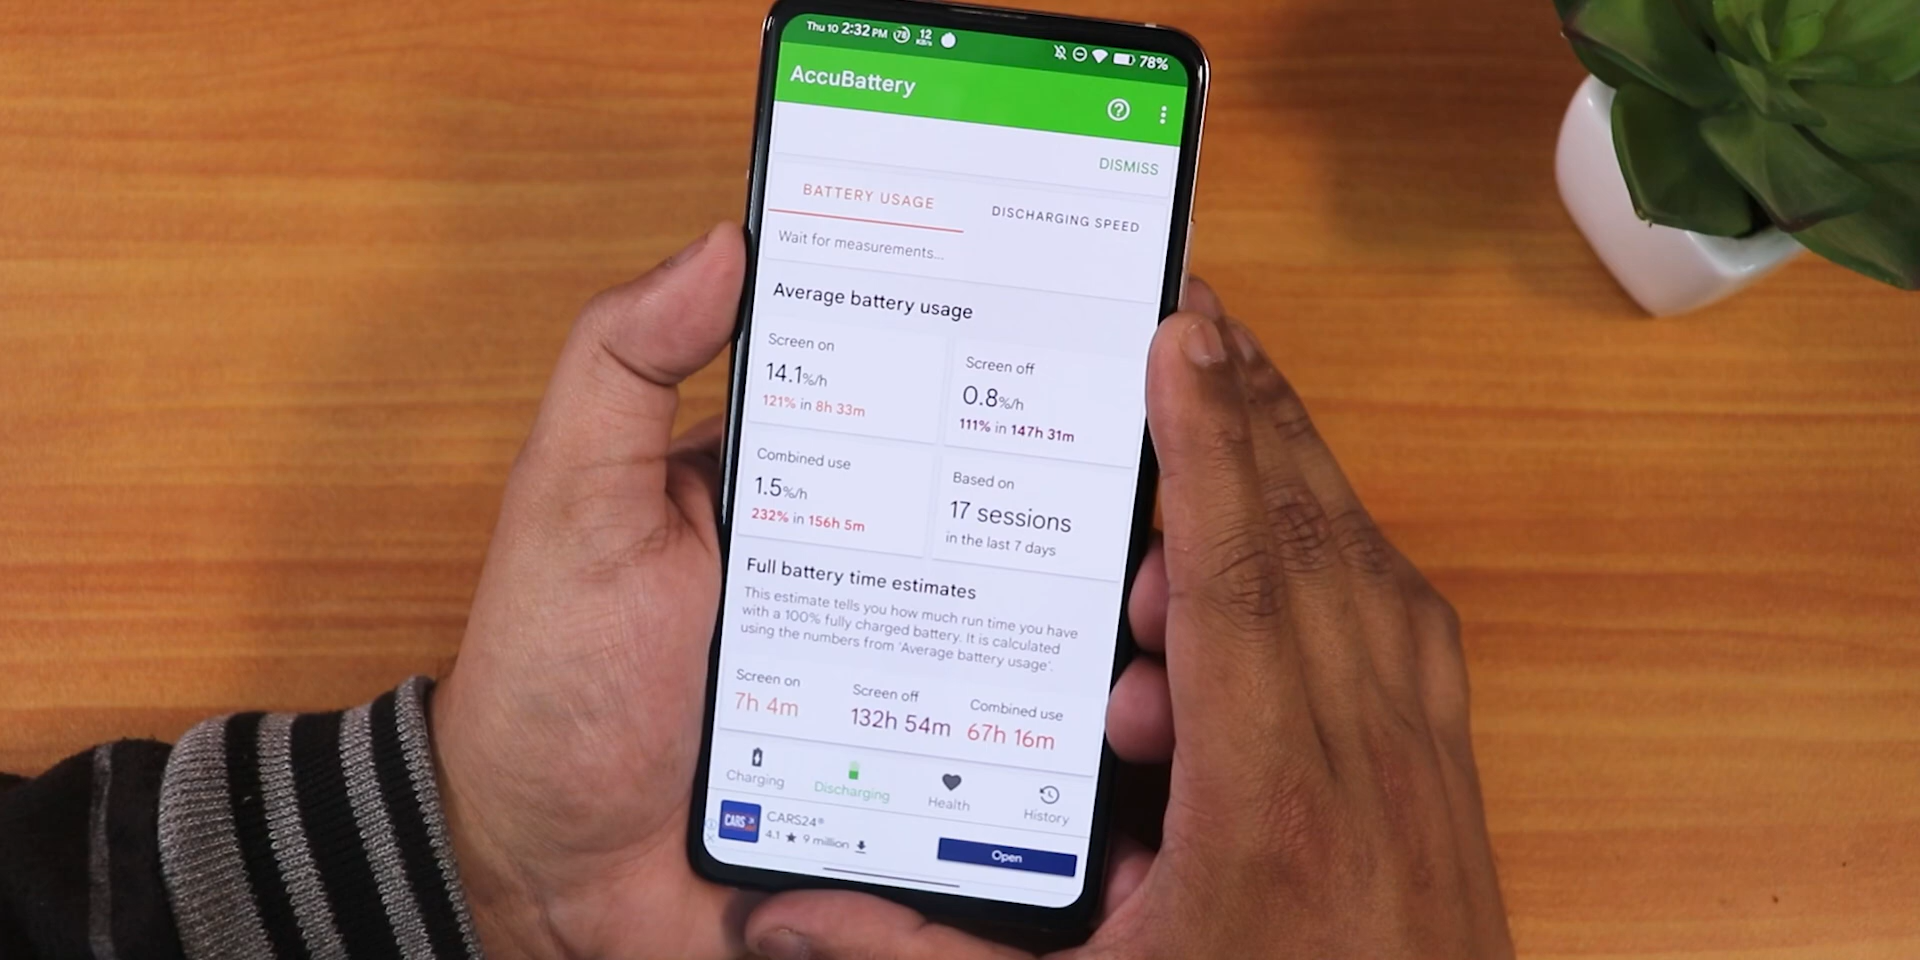 Thu 10 2:32 PM 78 12 KB/s 78%
AccuBattery
DISMISS
BATTERY USAGE DISCHARGING SPEED
Wait for measurements...
Average battery usage
Screen on
14.1%/h
121% in 8h 33m
Screen off
0.8%/h
111% in 147h 31m
Combined use
1.5%/h
232% in 156h 5m
Based on
17 sessions
in the last 7 days
Full battery time estimates
This estimate tells you how much run time you have
with a 100% fully charged battery. It is calculated
using the numbers from 'Average battery usage'.
Screen on Screen off Combined use
7h 4m 132h 54m 67h 16m
Charging Discharging Health History
CARS
CARS24®
4.1 ★ 9 million
Open